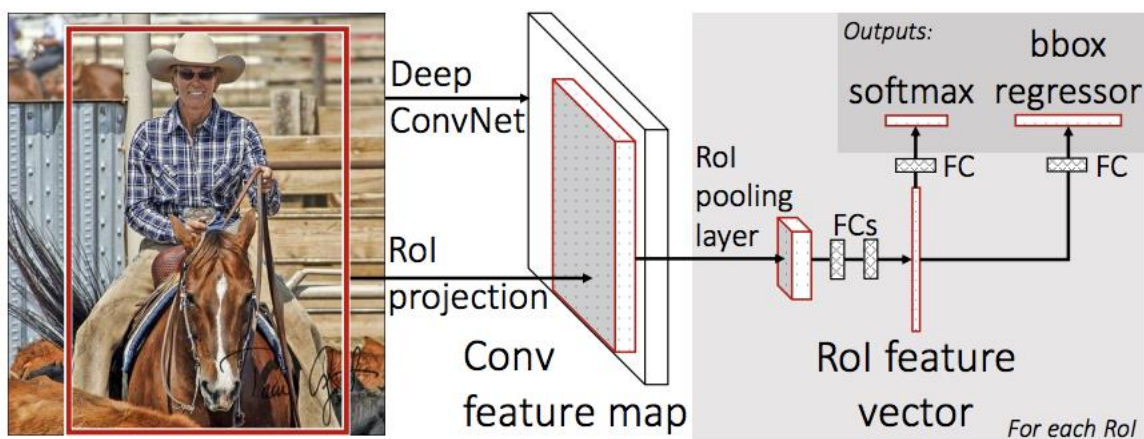 Deep
ConvNet
RoI
projection
Conv
feature map
RoI
pooling
layer
FCs
Outputs:
softmax
bbox
regressor
FC
FC
RoI feature
vector
For each RoI